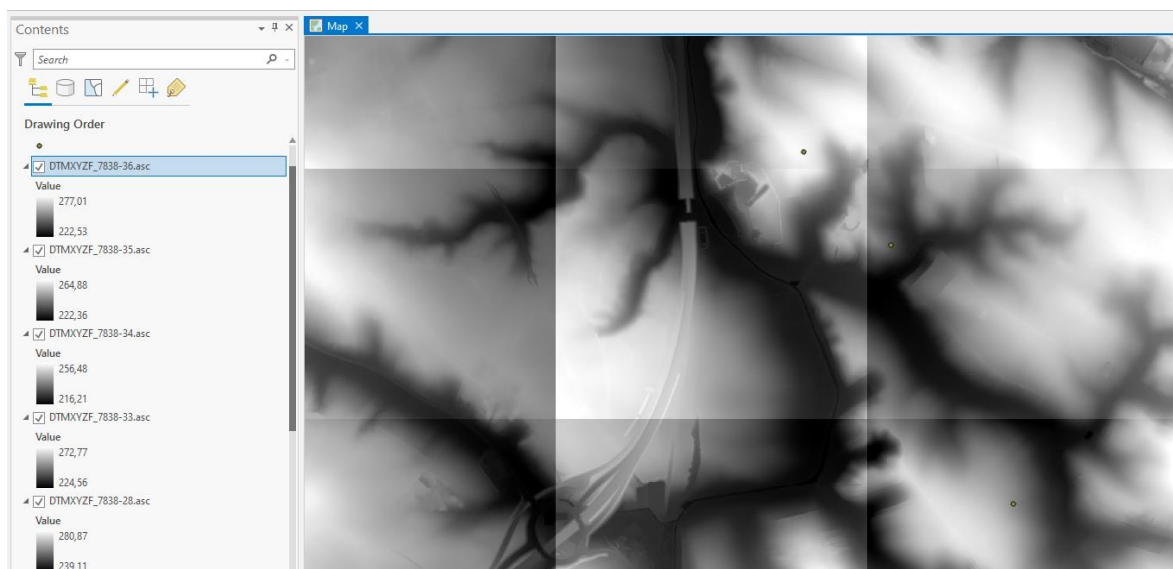 Contents
Map
Search
Drawing Order
DTMXYZF_7838-36.asc
Value
277,01
222,53
DTMXYZF_7838-35.asc
Value
264,88
222,36
DTMXYZF_7838-34.asc
Value
256,48
216,21
DTMXYZF_7838-33.asc
Value
272,77
224,56
DTMXYZF_7838-28.asc
Value
280,87
239,11